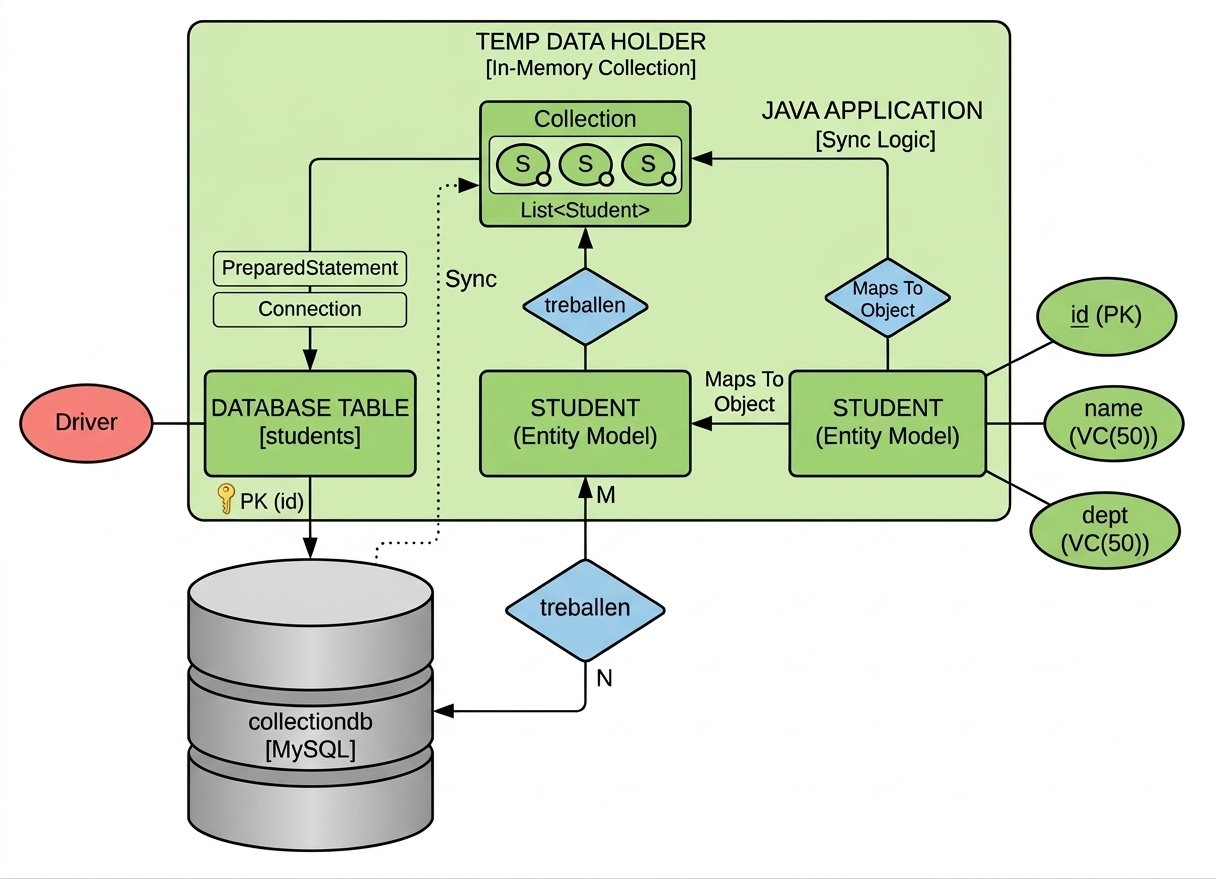 TEMP DATA HOLDER
[In-Memory Collection]
JAVA APPLICATION
[Sync Logic]
Collection
S S S
List<Student>
PreparedStatement
Connection
Sync
treballen
Maps To
Object
id (PK)
Driver
DATABASE TABLE
[students]
STUDENT
(Entity Model)
Maps To
Object
STUDENT
(Entity Model)
name
(VC(50))
PK (id)
M
dept
(VC(50))
treballen
N
collectiondb
[MySQL]